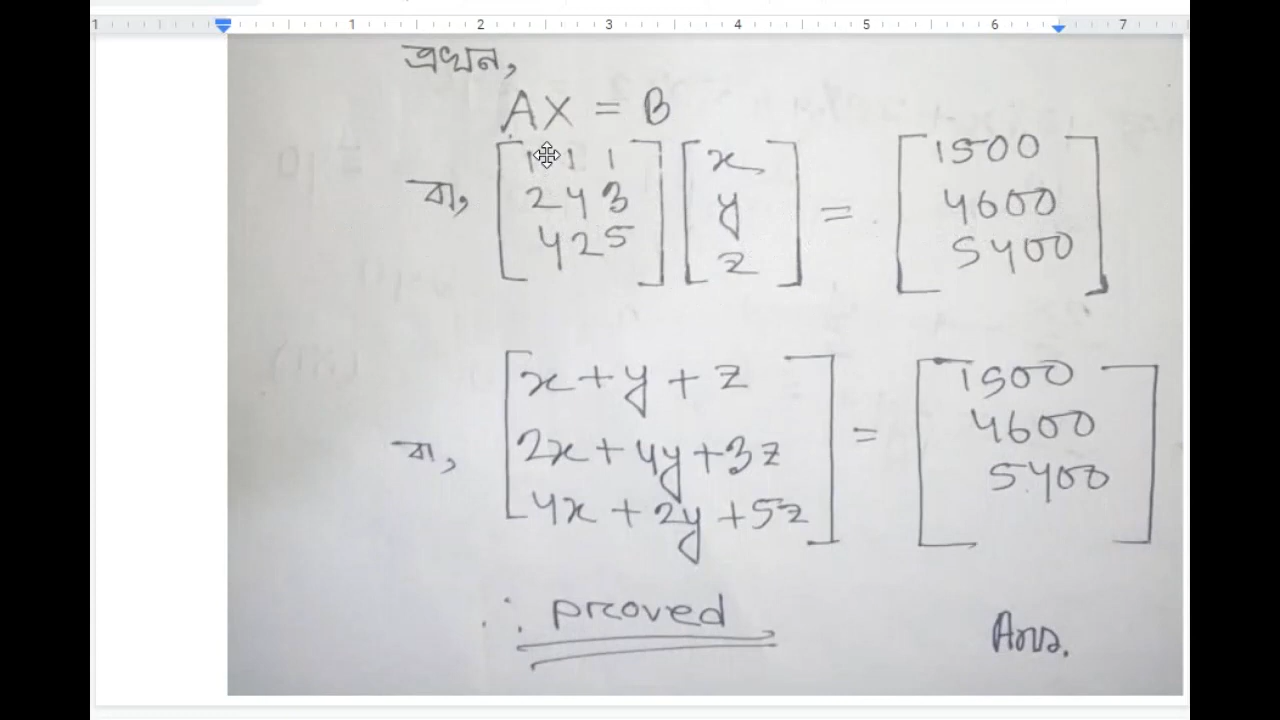 1 1 2 3 4 5 6 7
এখন,
AX = B
বা, [1 1 1
2 4 3
4 2 5] [x
y
z] = [1500
4600
5400]
বা, [x+y+z
2x+4y+3z
4x+2y+5z] = [1500
4600
5400]
∴ proved
Ans.